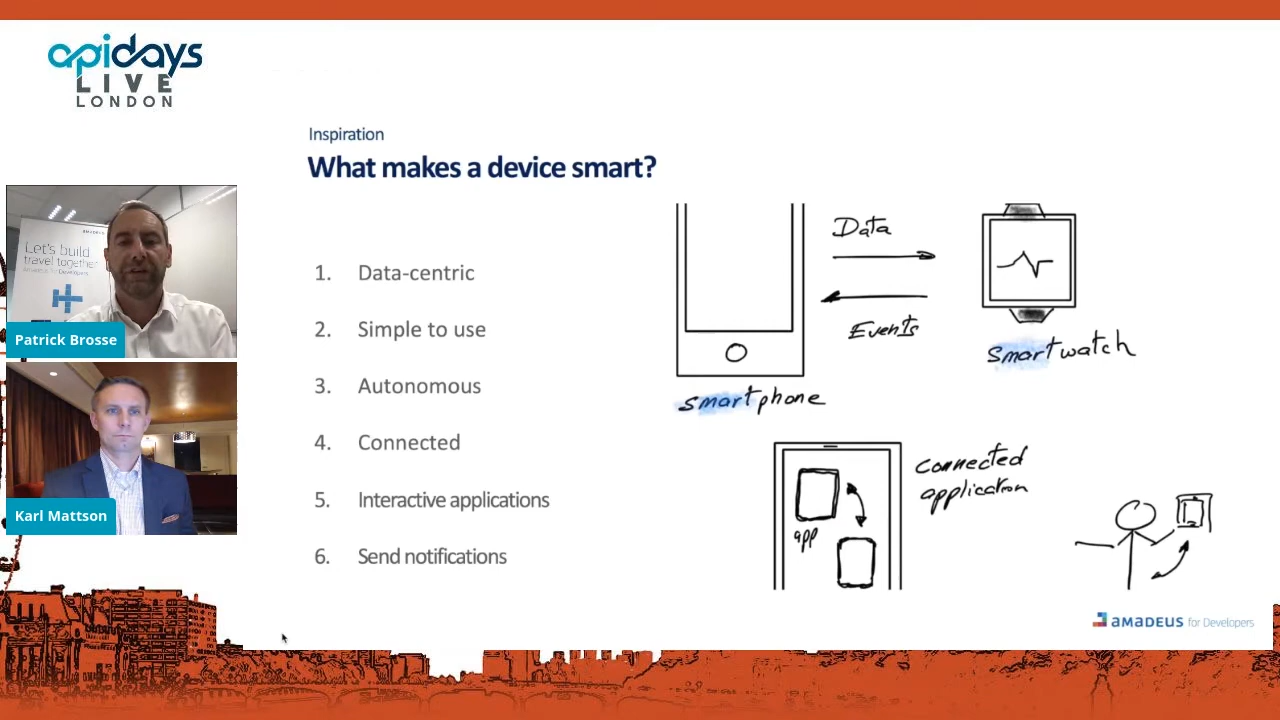 apidays
LIVE
LONDON
Inspiration
What makes a device smart?
1. Data-centric
2. Simple to use
3. Autonomous
4. Connected
5. Interactive applications
6. Send notifications
Data
Events
smartphone
smartwatch
connected
application
app
Let's build
travel together
Patrick Brosse
Karl Mattson
amadeus for Developers